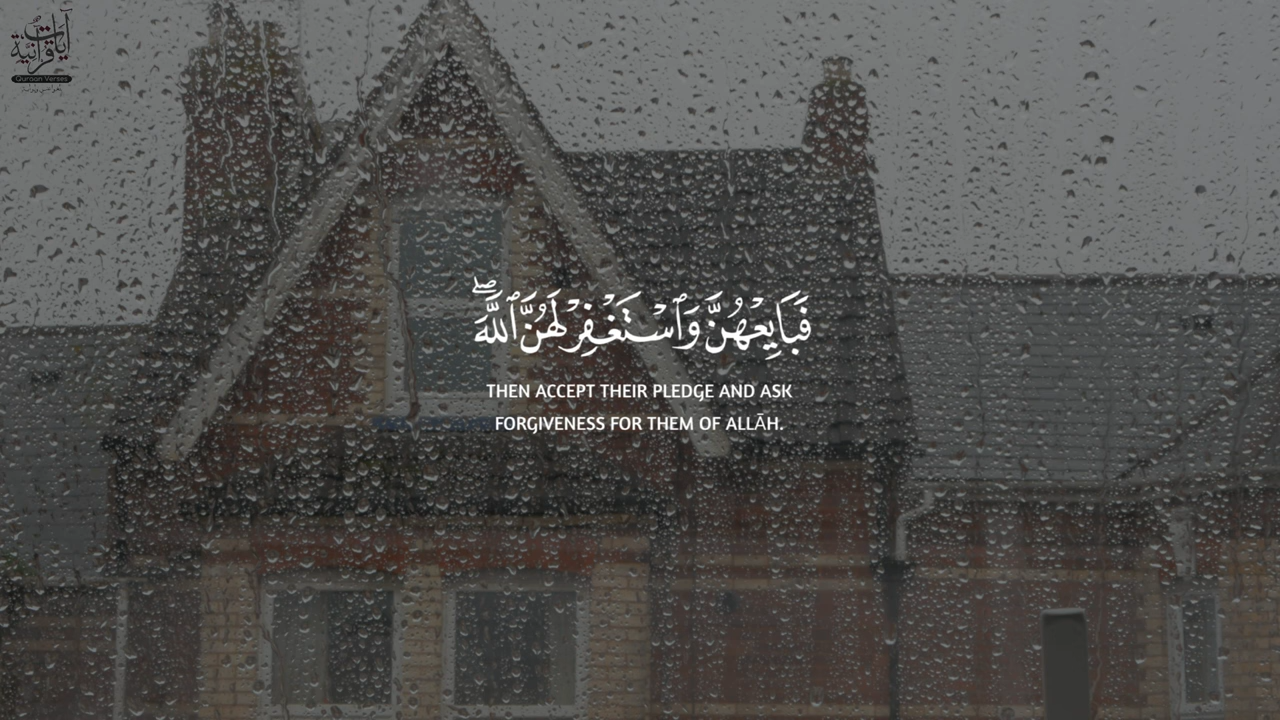 آيات قرآنية
Quraan Verses
فَبَايِعْهُنَّ وَٱسْتَغْفِرْ لَهُنَّ ٱللَّهَ ۖ
THEN ACCEPT THEIR PLEDGE AND ASK
FORGIVENESS FOR THEM OF ALLĀH.